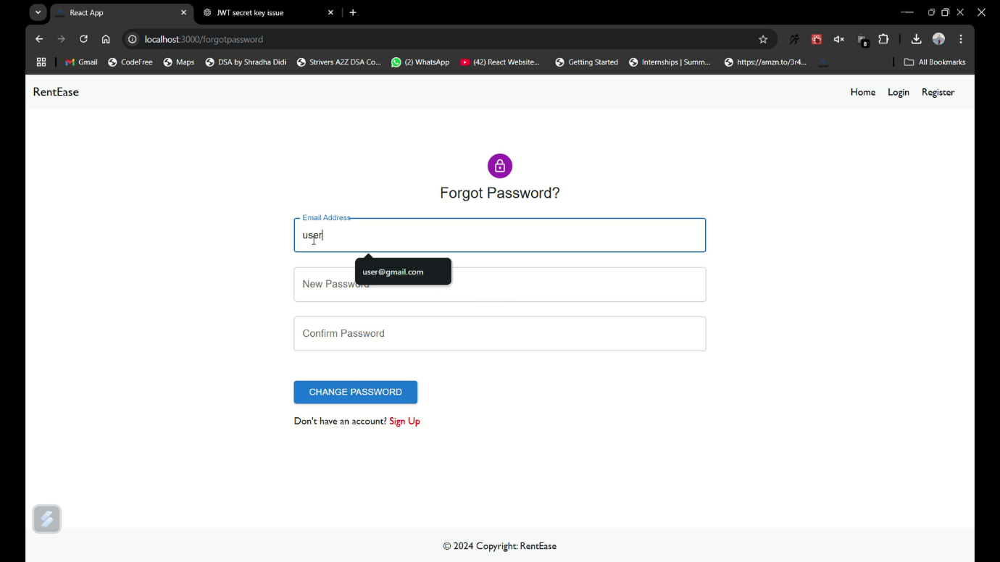 React App
JWT secret key issue
localhost:3000/forgotpassword
8
Gmail
CodeFree
Maps
DSA by Shradha Didi
Strivers A2Z DSA Co...
(2) WhatsApp
(42) React Website...
Getting Started
Internships | Summ...
https://amzn.to/3r4...
All Bookmarks
RentEase
Home
Login
Register
Forgot Password?
Email Address
user
user@gmail.com
New Password
Confirm Password
CHANGE PASSWORD
Don't have an account? Sign Up
© 2024 Copyright: RentEase